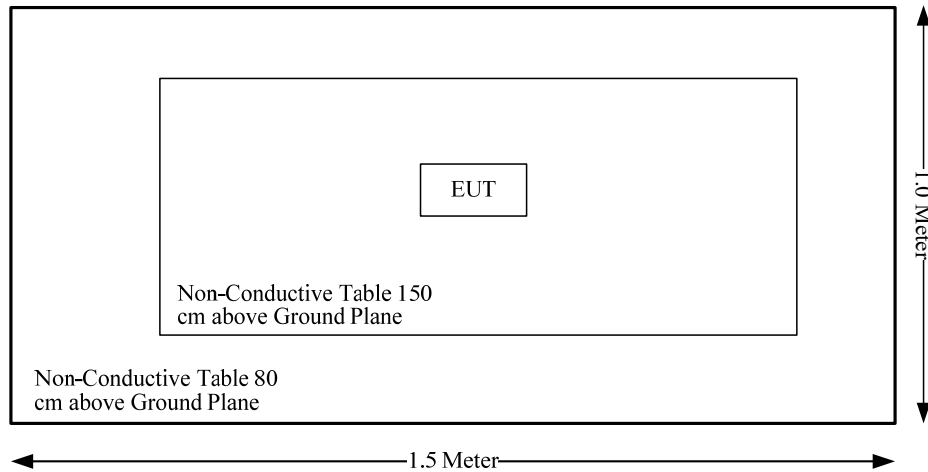 EUT
1.0 Meter
Non-Conductive Table 150
cm above Ground Plane
Non-Conductive Table 80
cm above Ground Plane
1.5 Meter